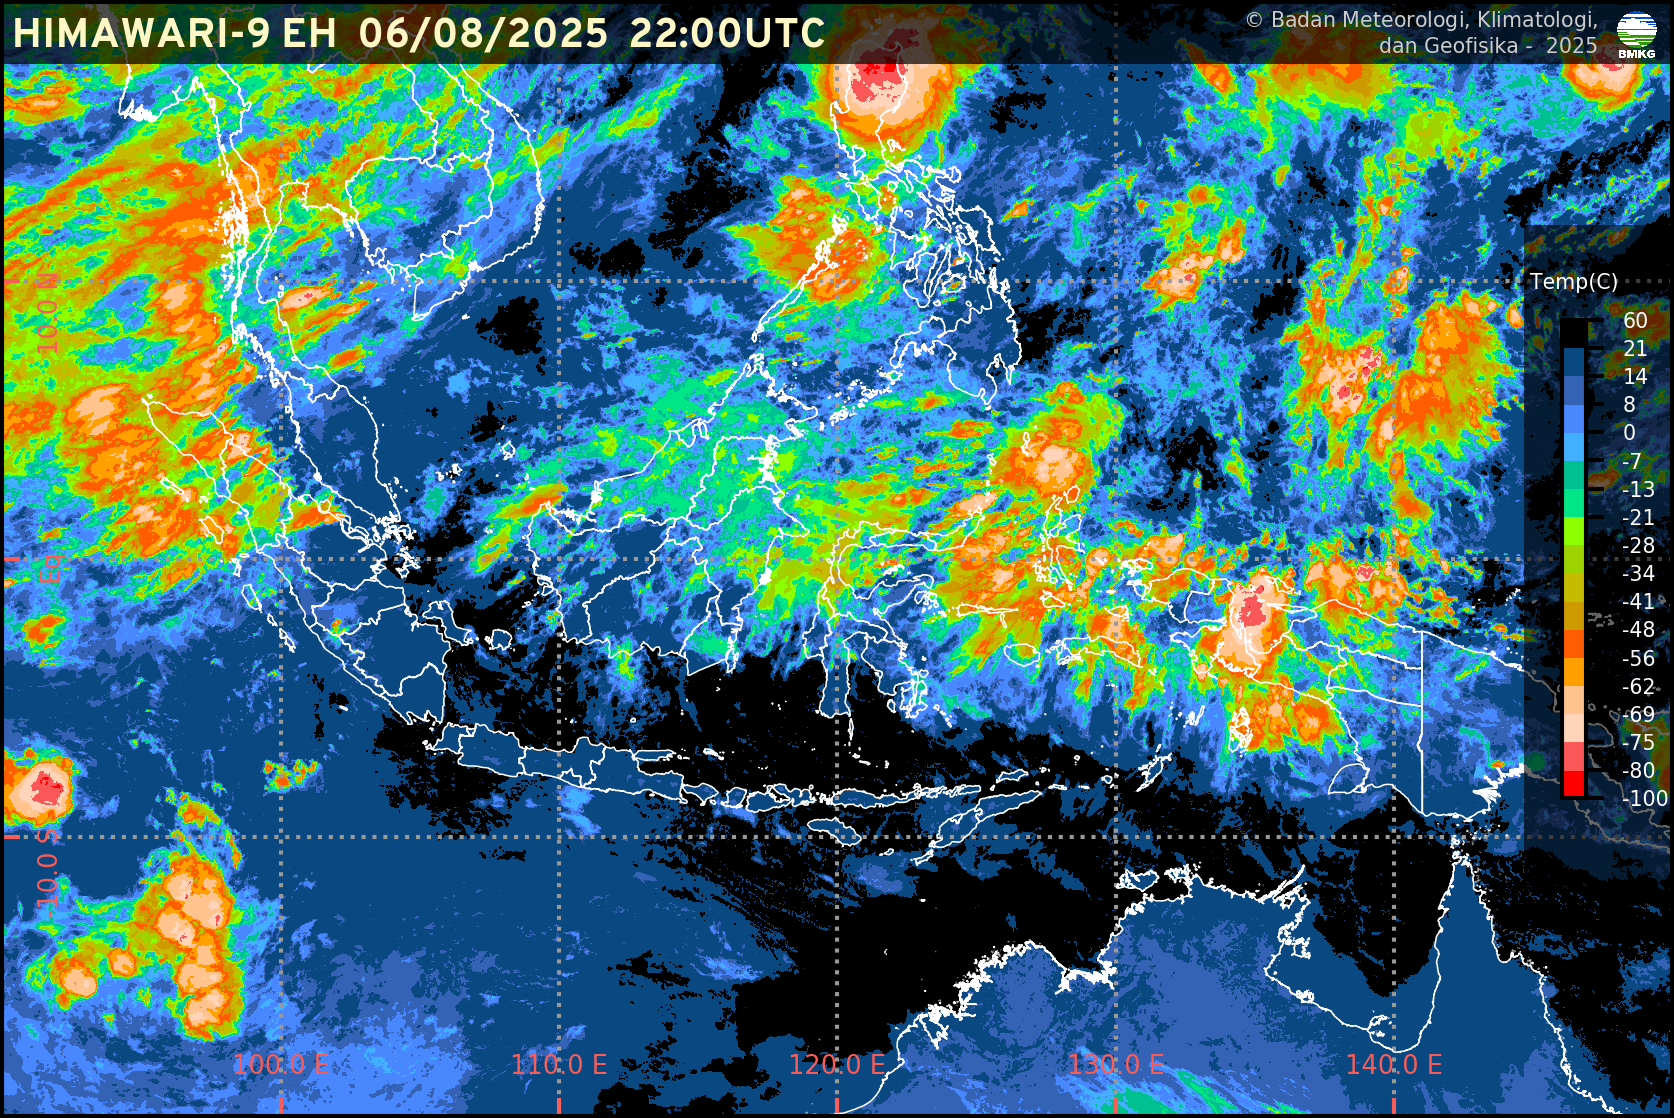 HIMAWARI-9 EH 06/08/2025 22:00UTC
© Badan Meteorologi, Klimatologi,
dan Geofisika - 2025
BMKG
Temp(C)
60
21
14
8
0
-7
-13
-21
-28
-34
-41
-48
-56
-62
-69
-75
-80
-100
10.0 N
Eq
-10.0 S
100.0 E
110.0 E
120.0 E
130.0 E
140.0 E